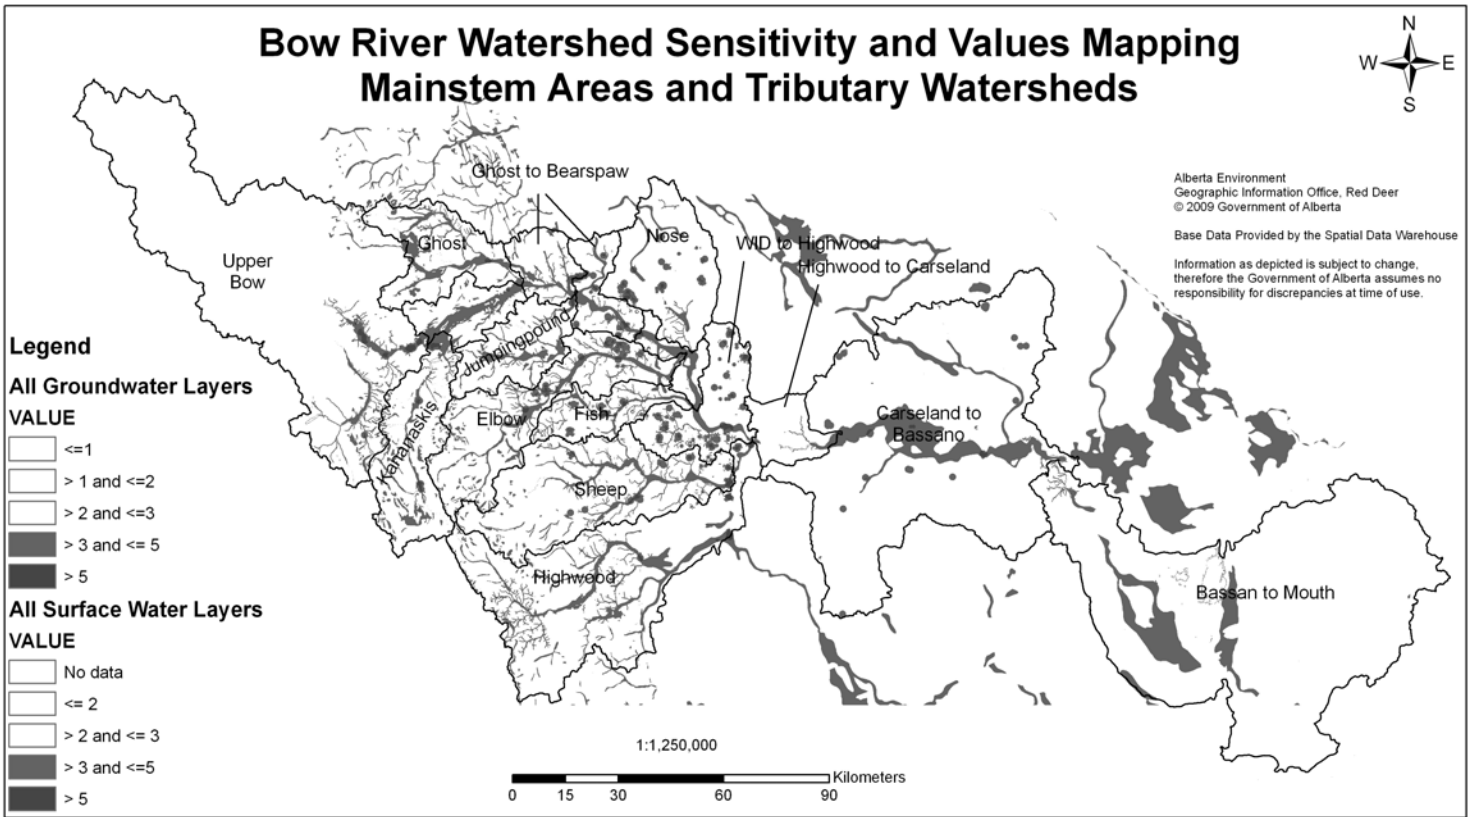 Bow River Watershed Sensitivity and Values Mapping
Mainstem Areas and Tributary Watersheds
N
W
E
S
Alberta Environment
Geographic Information Office, Red Deer
© 2009 Government of Alberta
Base Data Provided by the Spatial Data Warehouse
Information as depicted is subject to change,
therefore the Government of Alberta assumes no
responsibility for discrepancies at time of use.
Ghost to Bearspaw
Ghost
Nose
WID to Highwood
Highwood to Carseland
Upper
Bow
Jumpingpound
Kananaskis
Elbow
Fish
Carseland to
Bassano
Sheep
Highwood
Bassan to Mouth
Legend
All Groundwater Layers
VALUE
<=1
> 1 and <=2
> 2 and <=3
> 3 and <= 5
> 5
All Surface Water Layers
VALUE
No data
<= 2
> 2 and <= 3
> 3 and <=5
> 5
1:1,250,000
Kilometers
0 15 30 60 90